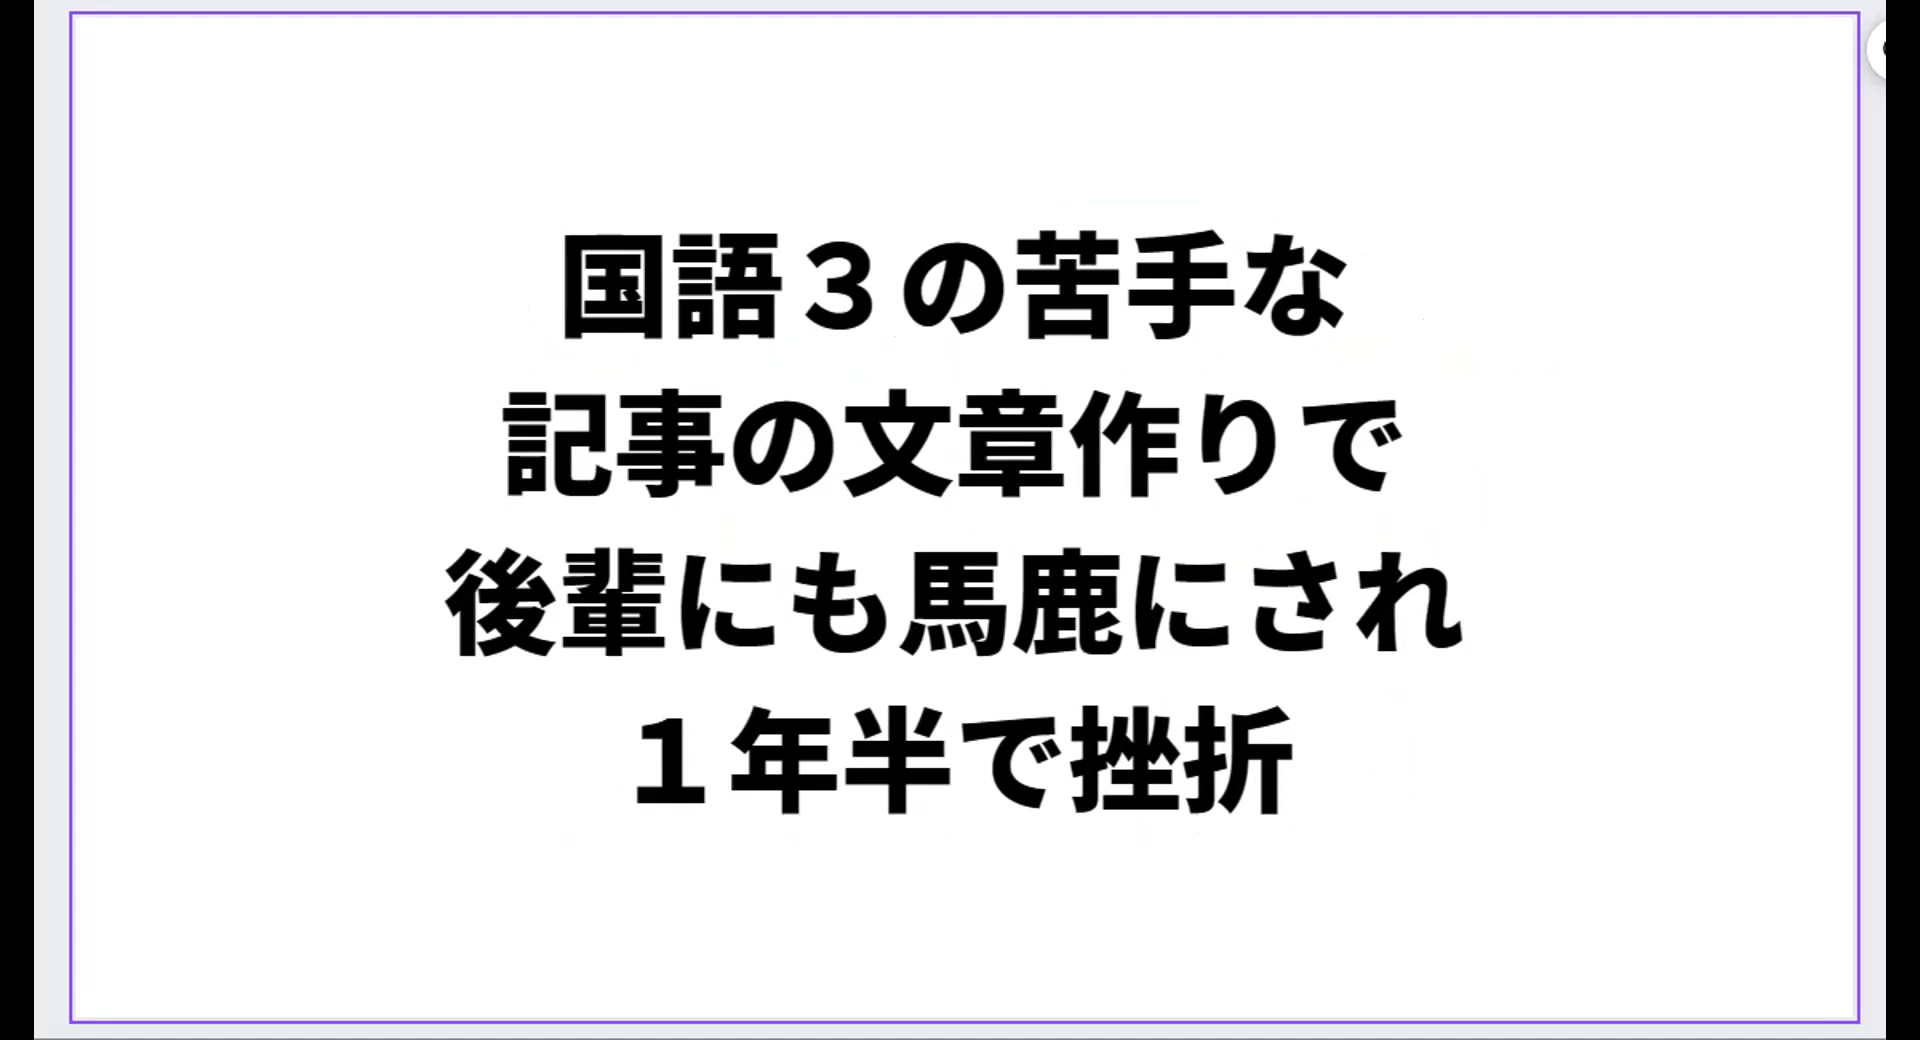 国語３の苦手な
記事の文章作りで
後輩にも馬鹿にされ
１年半で挫折